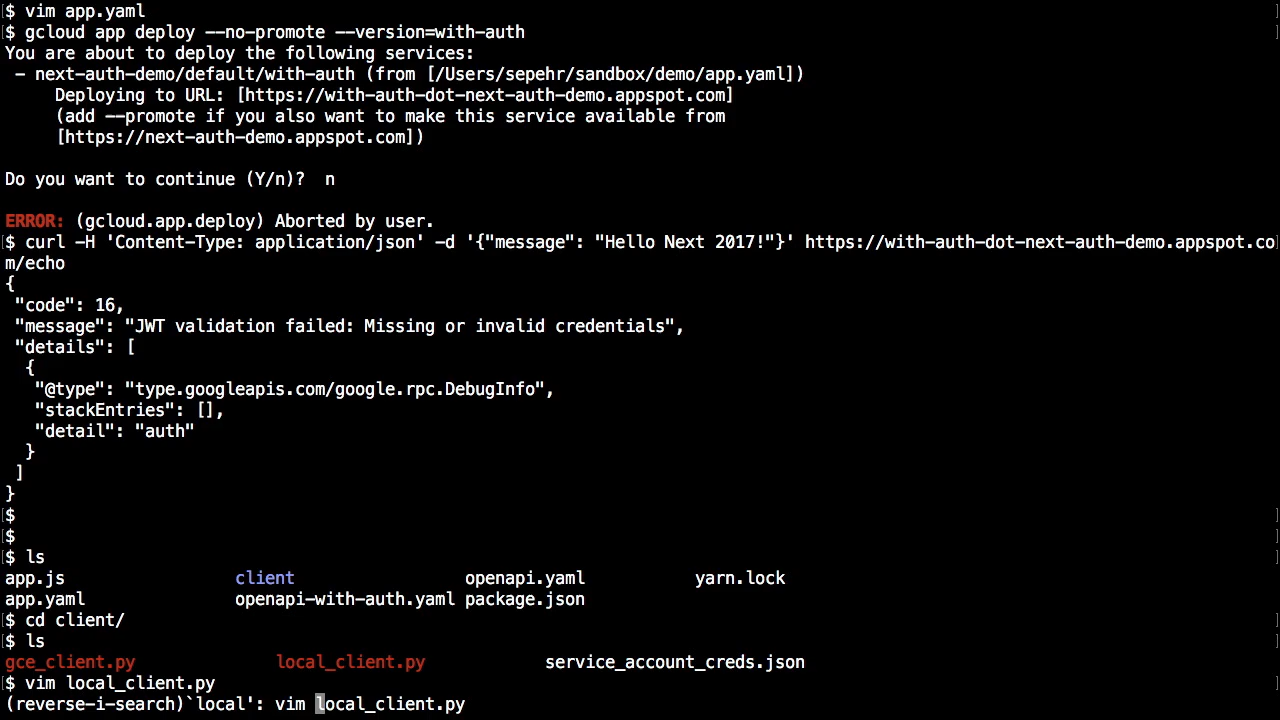 $ vim app.yaml
$ gcloud app deploy --no-promote --version=with-auth
You are about to deploy the following services:
 - next-auth-demo/default/with-auth (from [/Users/sepehr/sandbox/demo/app.yaml])
     Deploying to URL: [https://with-auth-dot-next-auth-demo.appspot.com]
     (add --promote if you also want to make this service available from
     [https://next-auth-demo.appspot.com])
Do you want to continue (Y/n)?  n
ERROR: (gcloud.app.deploy) Aborted by user.
$ curl -H 'Content-Type: application/json' -d '{"message": "Hello Next 2017!"}' https://with-auth-dot-next-auth-demo.appspot.co
m/echo
{
 "code": 16,
 "message": "JWT validation failed: Missing or invalid credentials",
 "details": [
  {
   "@type": "type.googleapis.com/google.rpc.DebugInfo",
   "stackEntries": [],
   "detail": "auth"
  }
 ]
}
$
$
$ ls
app.js                 client                 openapi.yaml           yarn.lock
app.yaml               openapi-with-auth.yaml package.json
$ cd client/
$ ls
gce_client.py              local_client.py            service_account_creds.json
$ vim local_client.py
(reverse-i-search)`local': vim local_client.py